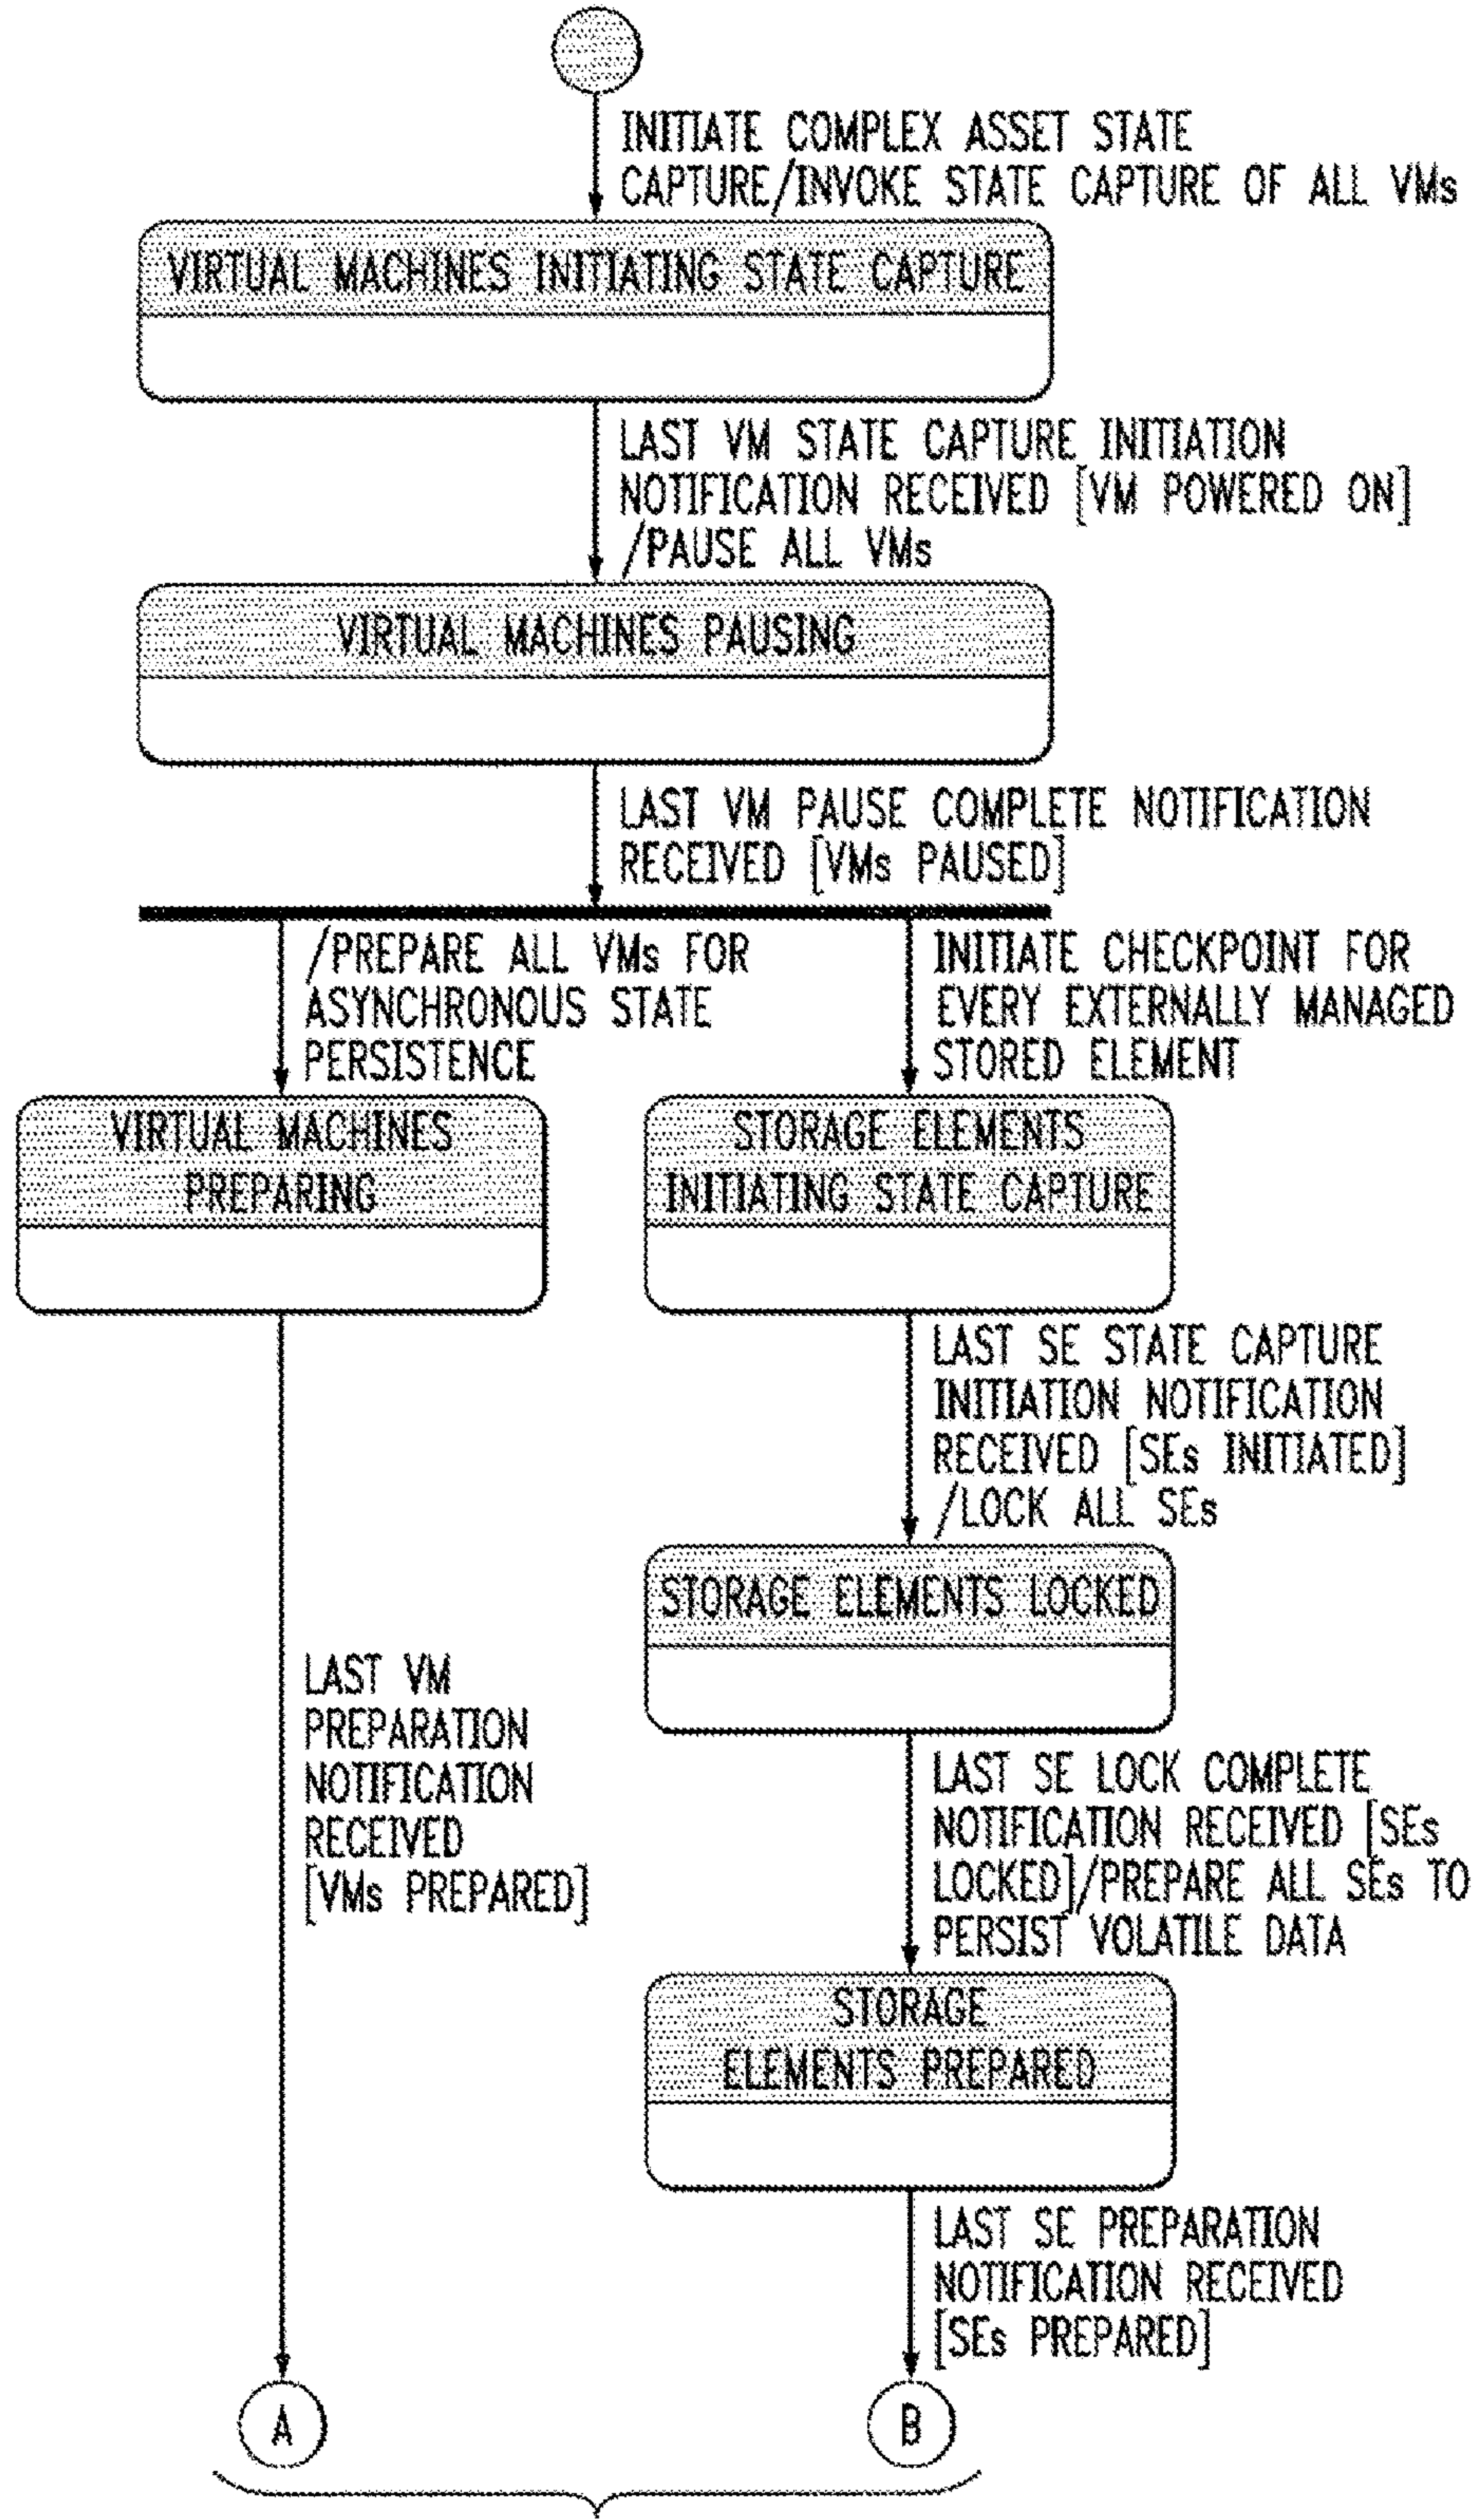 INITIATE COMPLEX ASSET STATE
CAPTURE/INVOKE STATE CAPTURE OF ALL VMs
VIRTUAL MACHINES INITIATING STATE CAPTURE
LAST VM STATE CAPTURE INITIATION
NOTIFICATION RECEIVED [VM POWERED ON]
/PAUSE ALL VMs
VIRTUAL MACHINES PAUSING
LAST VM PAUSE COMPLETE NOTIFICATION
RECEIVED [VMs PAUSED]
/PREPARE ALL VMs FOR
ASYNCHRONOUS STATE
PERSISTENCE
INITIATE CHECKPOINT FOR
EVERY EXTERNALLY MANAGED
STORED ELEMENT
VIRTUAL MACHINES
PREPARING
STORAGE ELEMENTS
INITIATING STATE CAPTURE
LAST SE STATE CAPTURE
INITIATION NOTIFICATION
RECEIVED [SEs INITIATED]
/LOCK ALL SEs
STORAGE ELEMENTS LOCKED
LAST VM
PREPARATION
NOTIFICATION
RECEIVED
[VMs PREPARED]
LAST SE LOCK COMPLETE
NOTIFICATION RECEIVED [SEs
LOCKED]/PREPARE ALL SEs TO
PERSIST VOLATILE DATA
STORAGE
ELEMENTS PREPARED
LAST SE PREPARATION
NOTIFICATION RECEIVED
[SEs PREPARED]
A
B